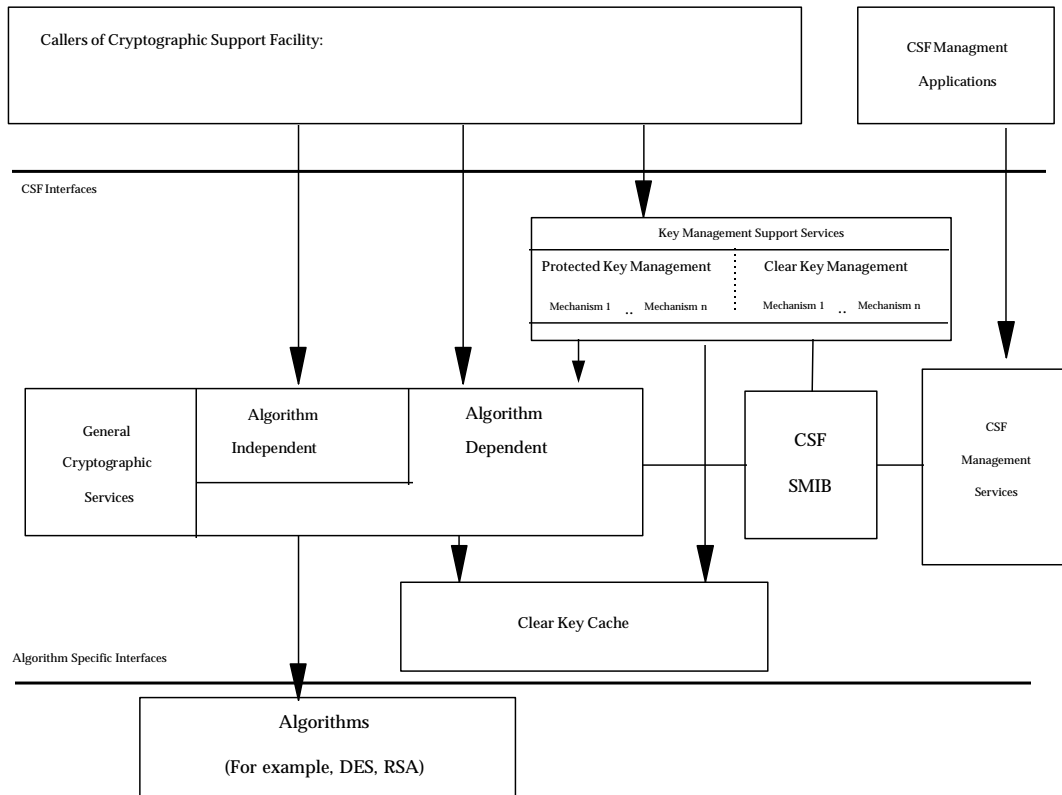 Callers of Cryptographic Support Facility:
CSF Managment
Applications
CSF Interfaces
Key Management Support Services
Protected Key Management
Clear Key Management
Mechanism 1 .. Mechanism n
Mechanism 1 .. Mechanism n
General
Cryptographic
Services
Algorithm
Independent
Algorithm
Dependent
CSF
SMIB
CSF
Management
Services
Clear Key Cache
Algorithm Specific Interfaces
Algorithms
(For example, DES, RSA)